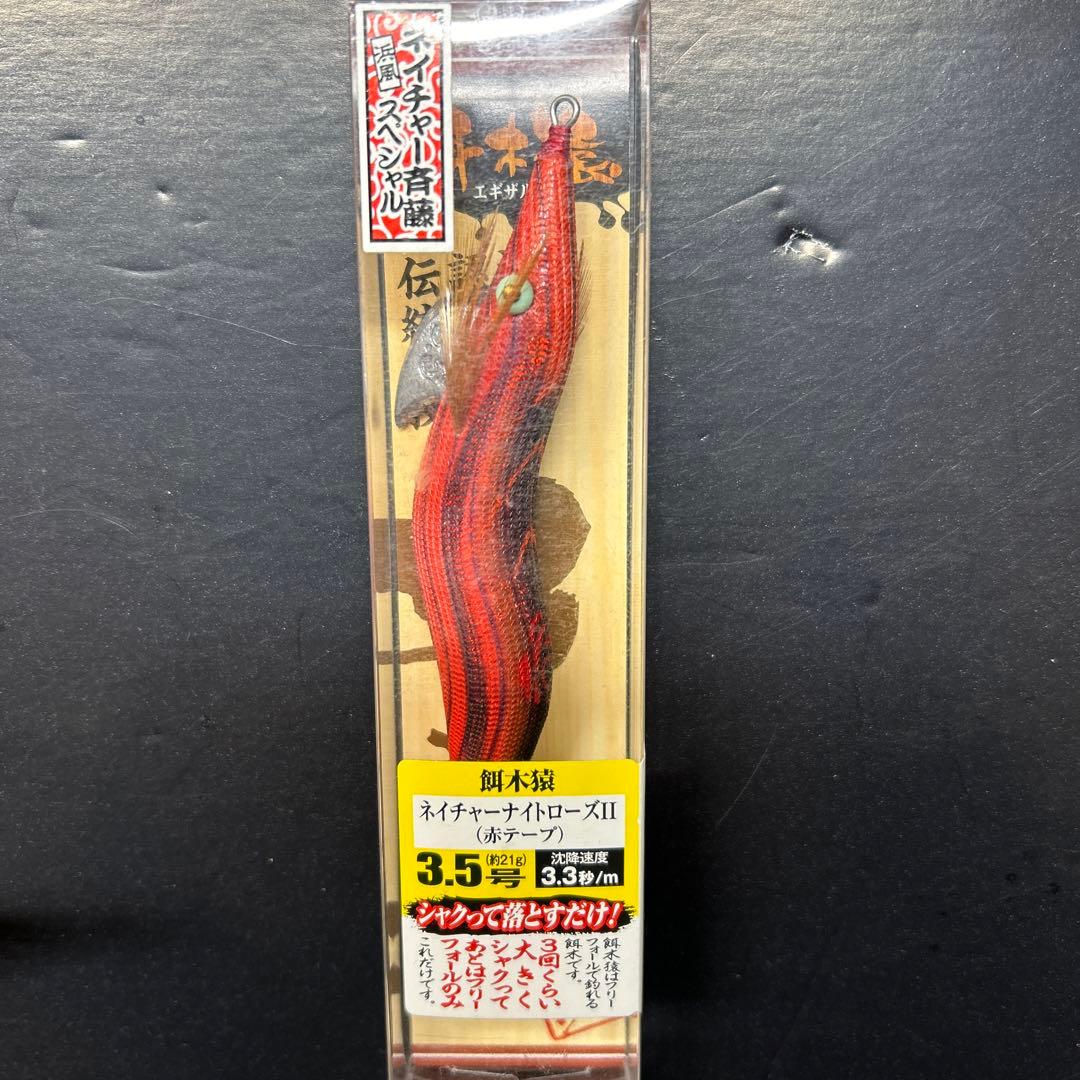 ネイチャー斉藤
［浜風］スペシャル
餌木猿
エギザル
伝
餌木猿
ネイチャーナイトローズII
（赤テープ）
3.5号
(約21g)
沈降速度
3.3秒/m
シャクって落とすだけ!
餌木猿はフリー
フォールで釣れる
餌木です。
3回くらい
大きく
シャクって
あとはフリー
フォールのみ
これだけです。